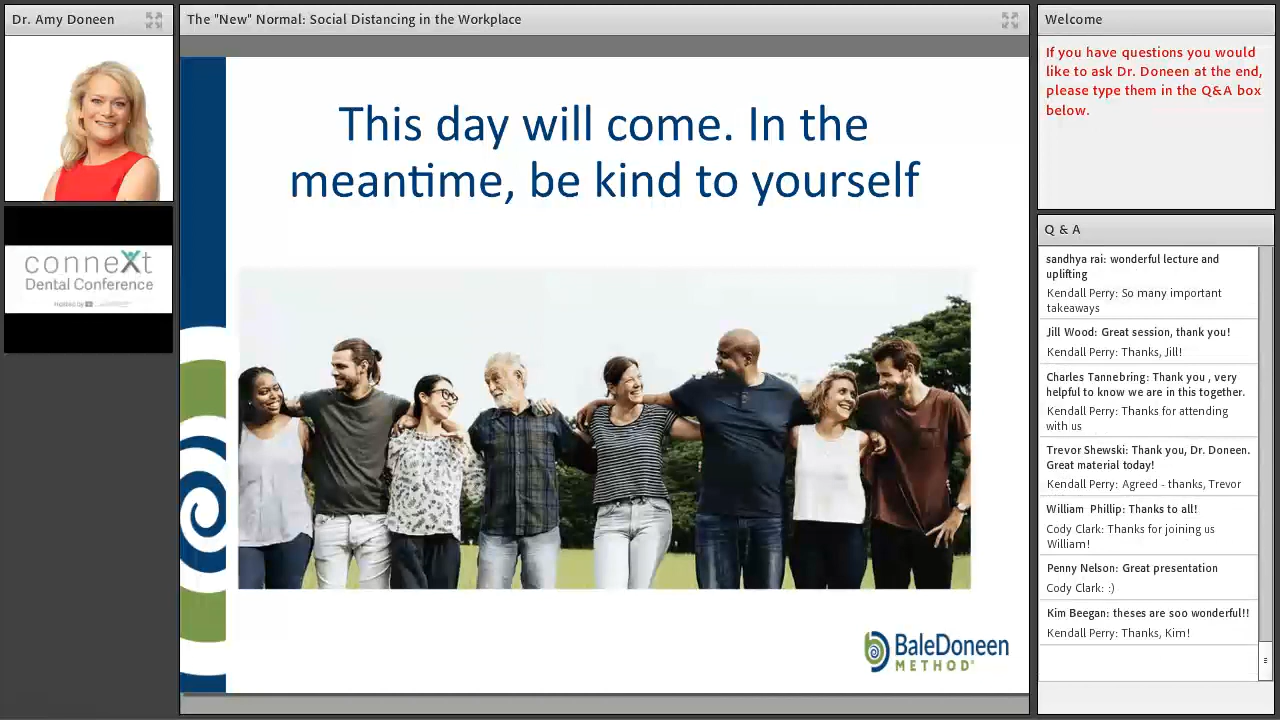 Dr. Amy Doneen
The "New" Normal: Social Distancing in the Workplace
Welcome
If you have questions you would
like to ask Dr. Doneen at the end,
please type them in the Q&A box
below.
This day will come. In the
meantime, be kind to yourself
conneXt
Dental Conference
Hosted by
BaleDoneen
METHOD®
Q & A
sandhya rai: wonderful lecture and
uplifting
Kendall Perry: So many important
takeaways
Jill Wood: Great session, thank you!
Kendall Perry: Thanks, Jill!
Charles Tannebring: Thank you , very
helpful to know we are in this together.
Kendall Perry: Thanks for attending
with us
Trevor Shewski: Thank you, Dr. Doneen.
Great material today!
Kendall Perry: Agreed - thanks, Trevor
William Phillip: Thanks to all!
Cody Clark: Thanks for joining us
William!
Penny Nelson: Great presentation
Cody Clark: :)
Kim Beegan: theses are soo wonderful!!
Kendall Perry: Thanks, Kim!